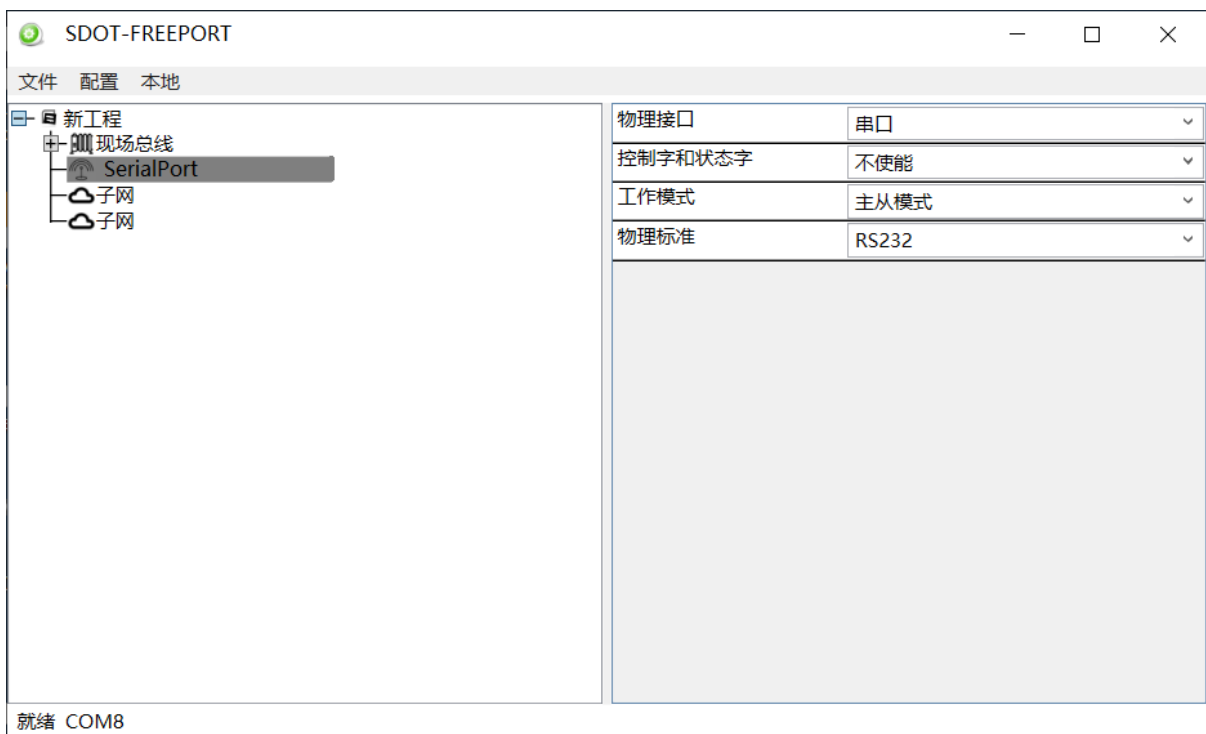 SDOT-FREEPORT
文件 配置 本地
新工程
现场总线
SerialPort
子网
子网
物理接口 串口
控制字和状态字 不使能
工作模式 主从模式
物理标准 RS232
就绪 COM8